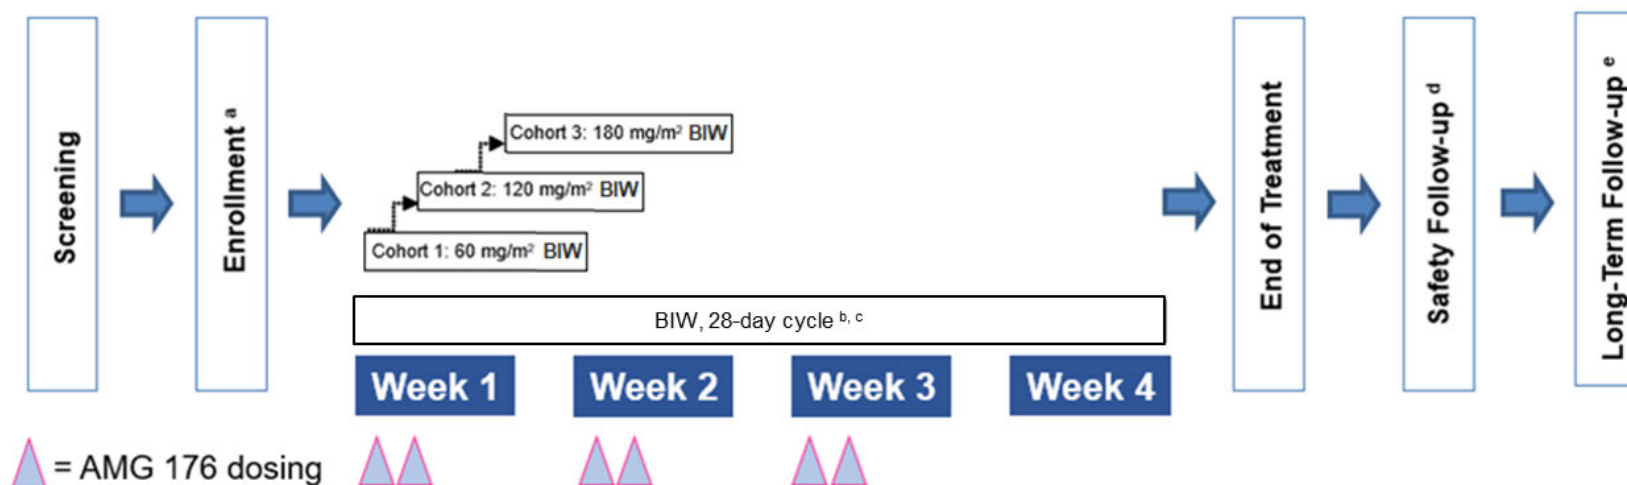 Screening
Enrollment ᵃ
Cohort 3: 180 mg/m² BIW
Cohort 2: 120 mg/m² BIW
Cohort 1: 60 mg/m² BIW
BIW, 28-day cycle ᵇ, ᶜ
Week 1
Week 2
Week 3
Week 4
End of Treatment
Safety Follow-up ᵈ
Long-Term Follow-up ᵉ
= AMG 176 dosing